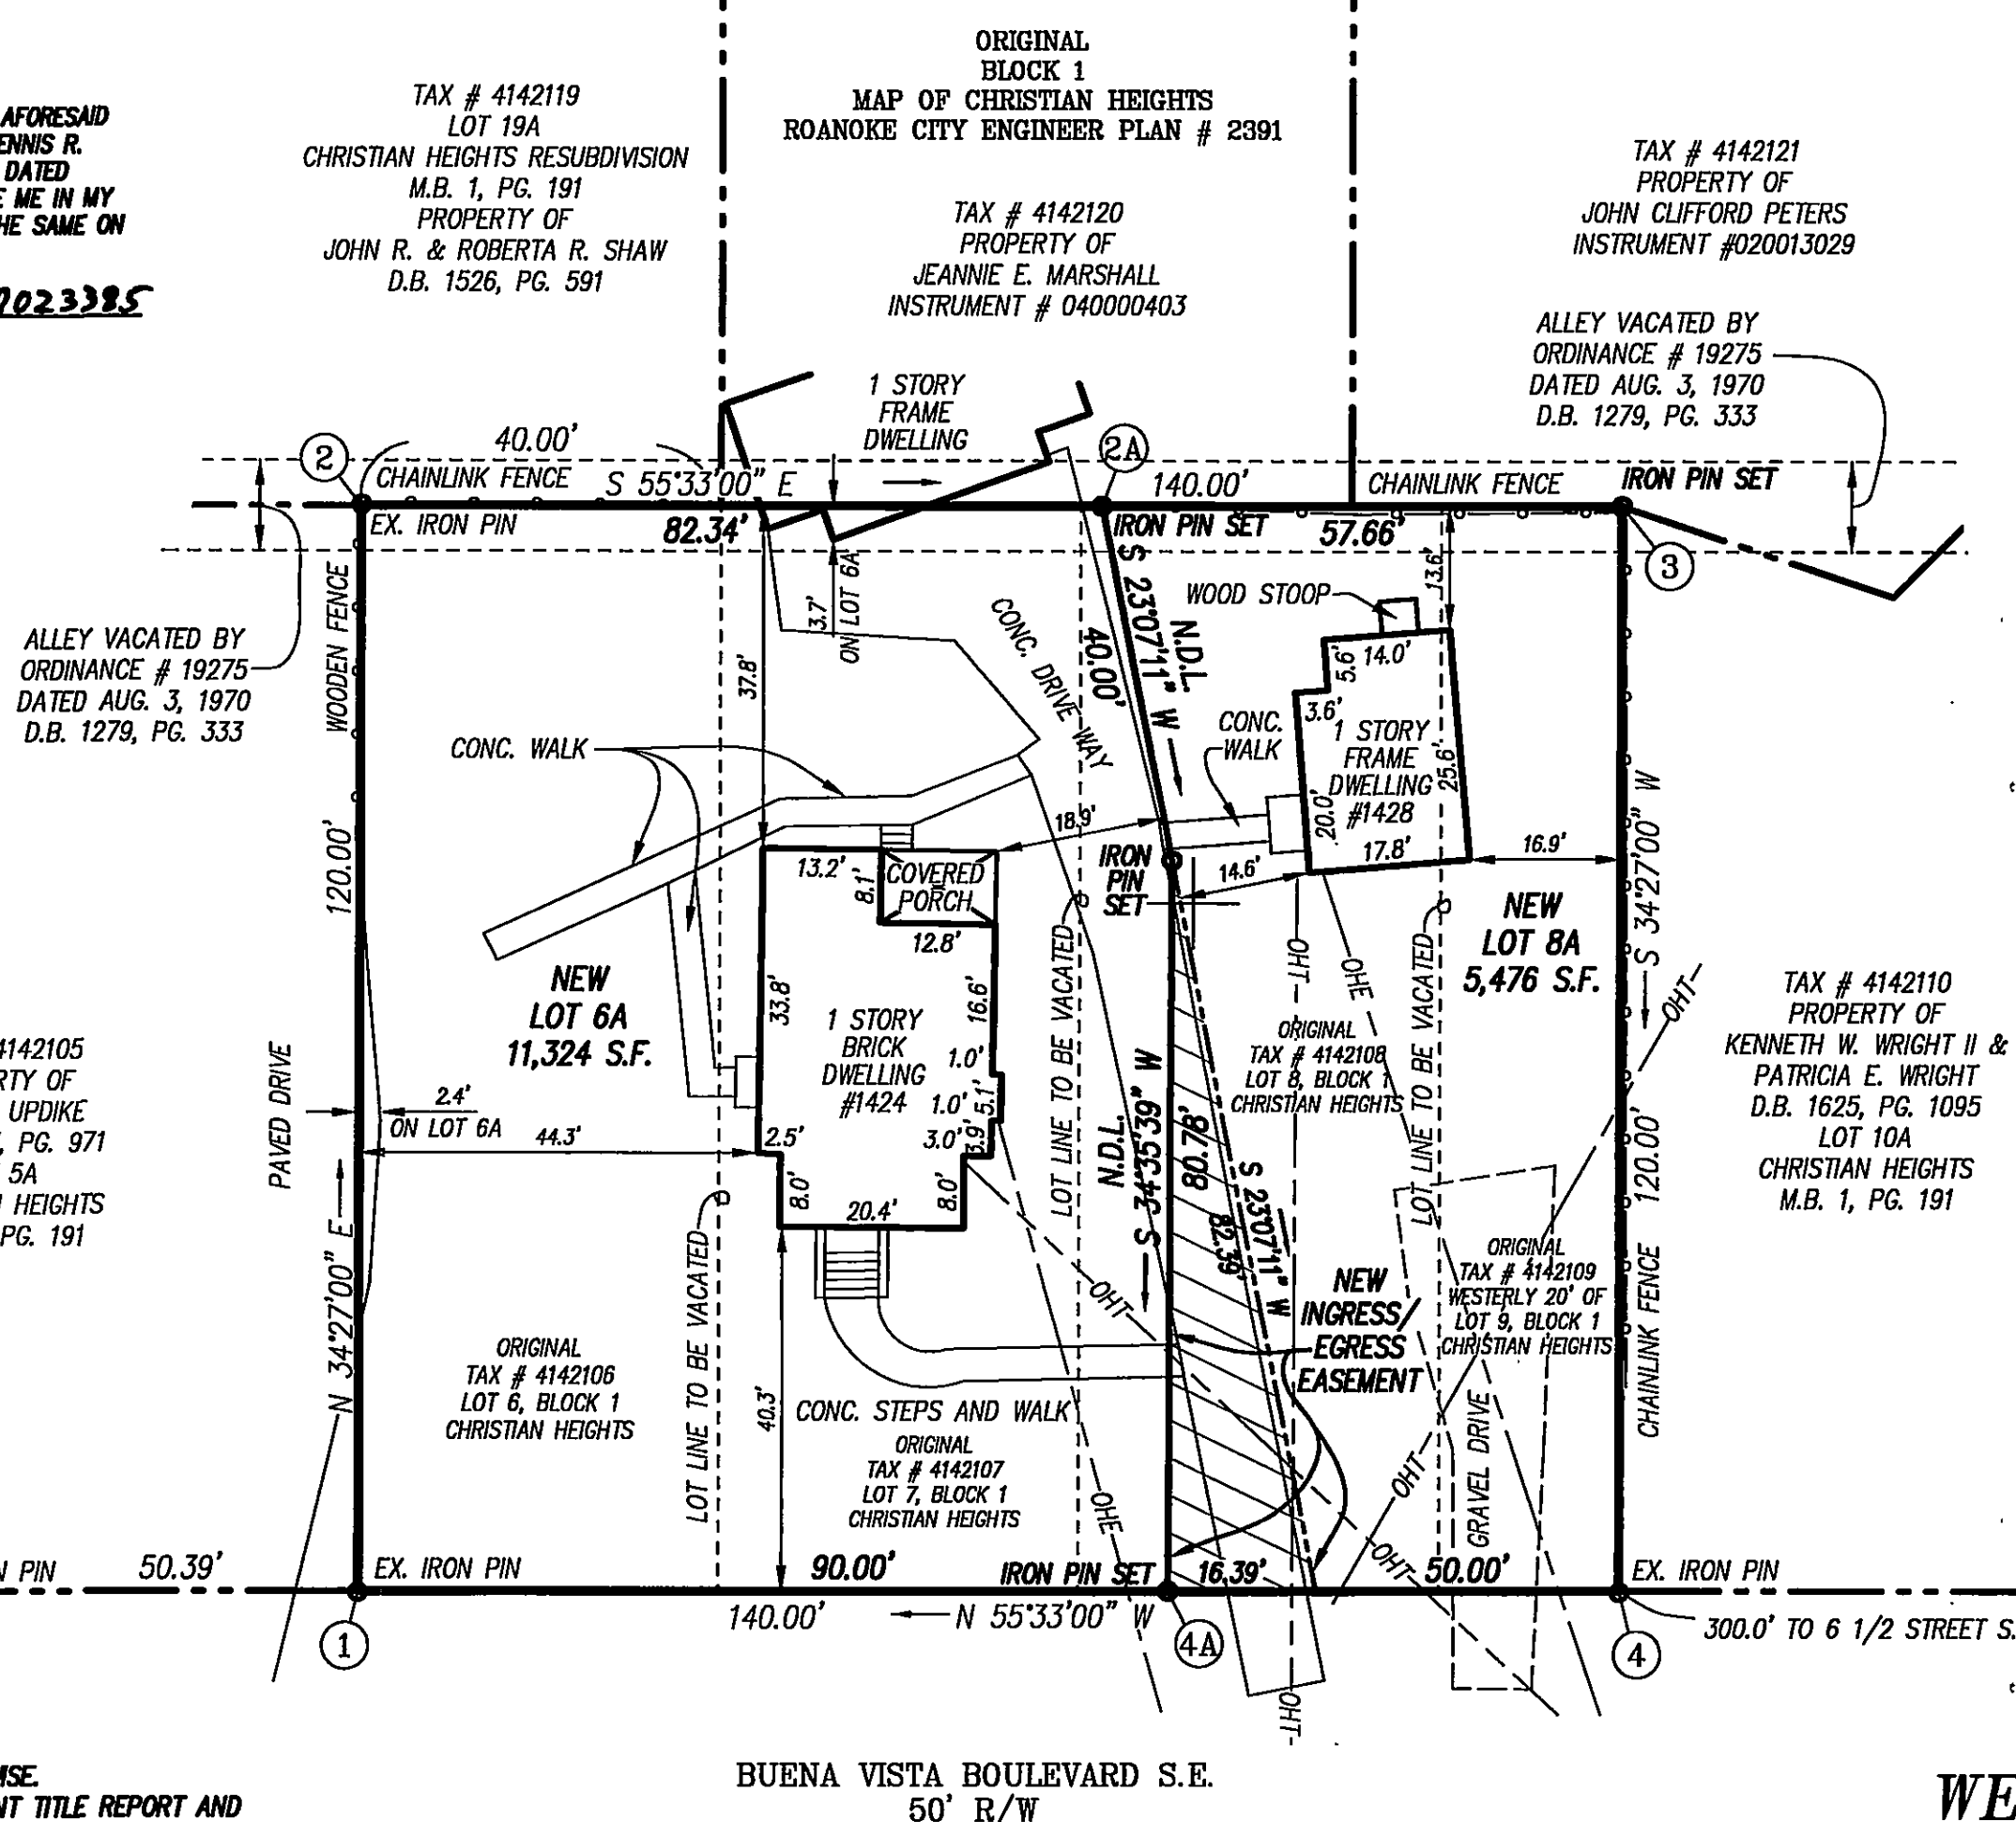 ORIGINAL
BLOCK 1
MAP OF CHRISTIAN HEIGHTS
ROANOKE CITY ENGINEER PLAN # 2391
AFORESAID
ENNIS R.
DATED
ME IN MY
THE SAME ON
023385
TAX # 4142119
LOT 19A
CHRISTIAN HEIGHTS RESUBDIVISION
M.B. 1, PG. 191
PROPERTY OF
JOHN R. & ROBERTA R. SHAW
D.B. 1526, PG. 591
TAX # 4142120
PROPERTY OF
JEANNIE E. MARSHALL
INSTRUMENT # 040000403
TAX # 4142121
PROPERTY OF
JOHN CLIFFORD PETERS
INSTRUMENT #020013029
ALLEY VACATED BY
ORDINANCE # 19275
DATED AUG. 3, 1970
D.B. 1279, PG. 333
1 STORY
FRAME
DWELLING
2
40.00'
CHAINLINK FENCE
S 55°33'00" E
2A
140.00'
CHAINLINK FENCE
IRON PIN SET
EX. IRON PIN
82.34'
IRON PIN SET
57.66'
3
ALLEY VACATED BY
ORDINANCE # 19275
DATED AUG. 3, 1970
D.B. 1279, PG. 333
WOODEN FENCE
120.00'
N 34°27'00" E
PAVED DRIVE
37.8'
3.7'
ON LOT 6A
CONC. DRIVEWAY
S 23°07'11" W
40.00'
N.D.L.
WOOD STOOP
13.6'
14.0'
5.6'
3.6'
1 STORY
FRAME
DWELLING
#1428
25.6'
20.0'
17.8'
CONC.
WALK
CONC. WALK
18.9'
IRON
PIN
SET
14.6'
16.9'
S 34°27'00" W
NEW
LOT 8A
5,476 S.F.
13.2'
8.1'
COVERED
PORCH
12.8'
33.8'
16.6'
1 STORY
BRICK
DWELLING
#1424
1.0'
1.0'
5.1'
3.0'
3.9'
2.5'
8.0'
20.4'
8.0'
NEW
LOT 6A
11,324 S.F.
2.4'
ON LOT 6A
44.3'
LOT LINE TO BE VACATED
LOT LINE TO BE VACATED
LOT LINE TO BE VACATED
N.D.L.
S 34°35'39" W
80.78'
S 23°07'11" W
82.39'
OHT
OHE
OHT
ORIGINAL
TAX # 4142108
LOT 8, BLOCK 1
CHRISTIAN HEIGHTS
4142105
RTY OF
UPDIKE
, PG. 971
5A
HEIGHTS
PG. 191
TAX # 4142110
PROPERTY OF
KENNETH W. WRIGHT II &
PATRICIA E. WRIGHT
D.B. 1625, PG. 1095
LOT 10A
CHRISTIAN HEIGHTS
M.B. 1, PG. 191
120.00'
CHAINLINK FENCE
ORIGINAL
TAX # 4142109
WESTERLY 20' OF
LOT 9, BLOCK 1
CHRISTIAN HEIGHTS
NEW
INGRESS/
EGRESS
EASEMENT
OHT
ORIGINAL
TAX # 4142106
LOT 6, BLOCK 1
CHRISTIAN HEIGHTS
40.3'
CONC. STEPS AND WALK
ORIGINAL
TAX # 4142107
LOT 7, BLOCK 1
CHRISTIAN HEIGHTS
OHE
OHT
OHT
GRAVEL DRIVE
PIN
50.39'
EX. IRON PIN
90.00'
IRON PIN SET
16.39'
50.00'
EX. IRON PIN
1
140.00'
N 55°33'00" W
4A
4
300.0' TO 6 1/2 STREET S.
OHT
BUENA VISTA BOULEVARD S.E.
50' R/W
NT TITLE REPORT AND
WE